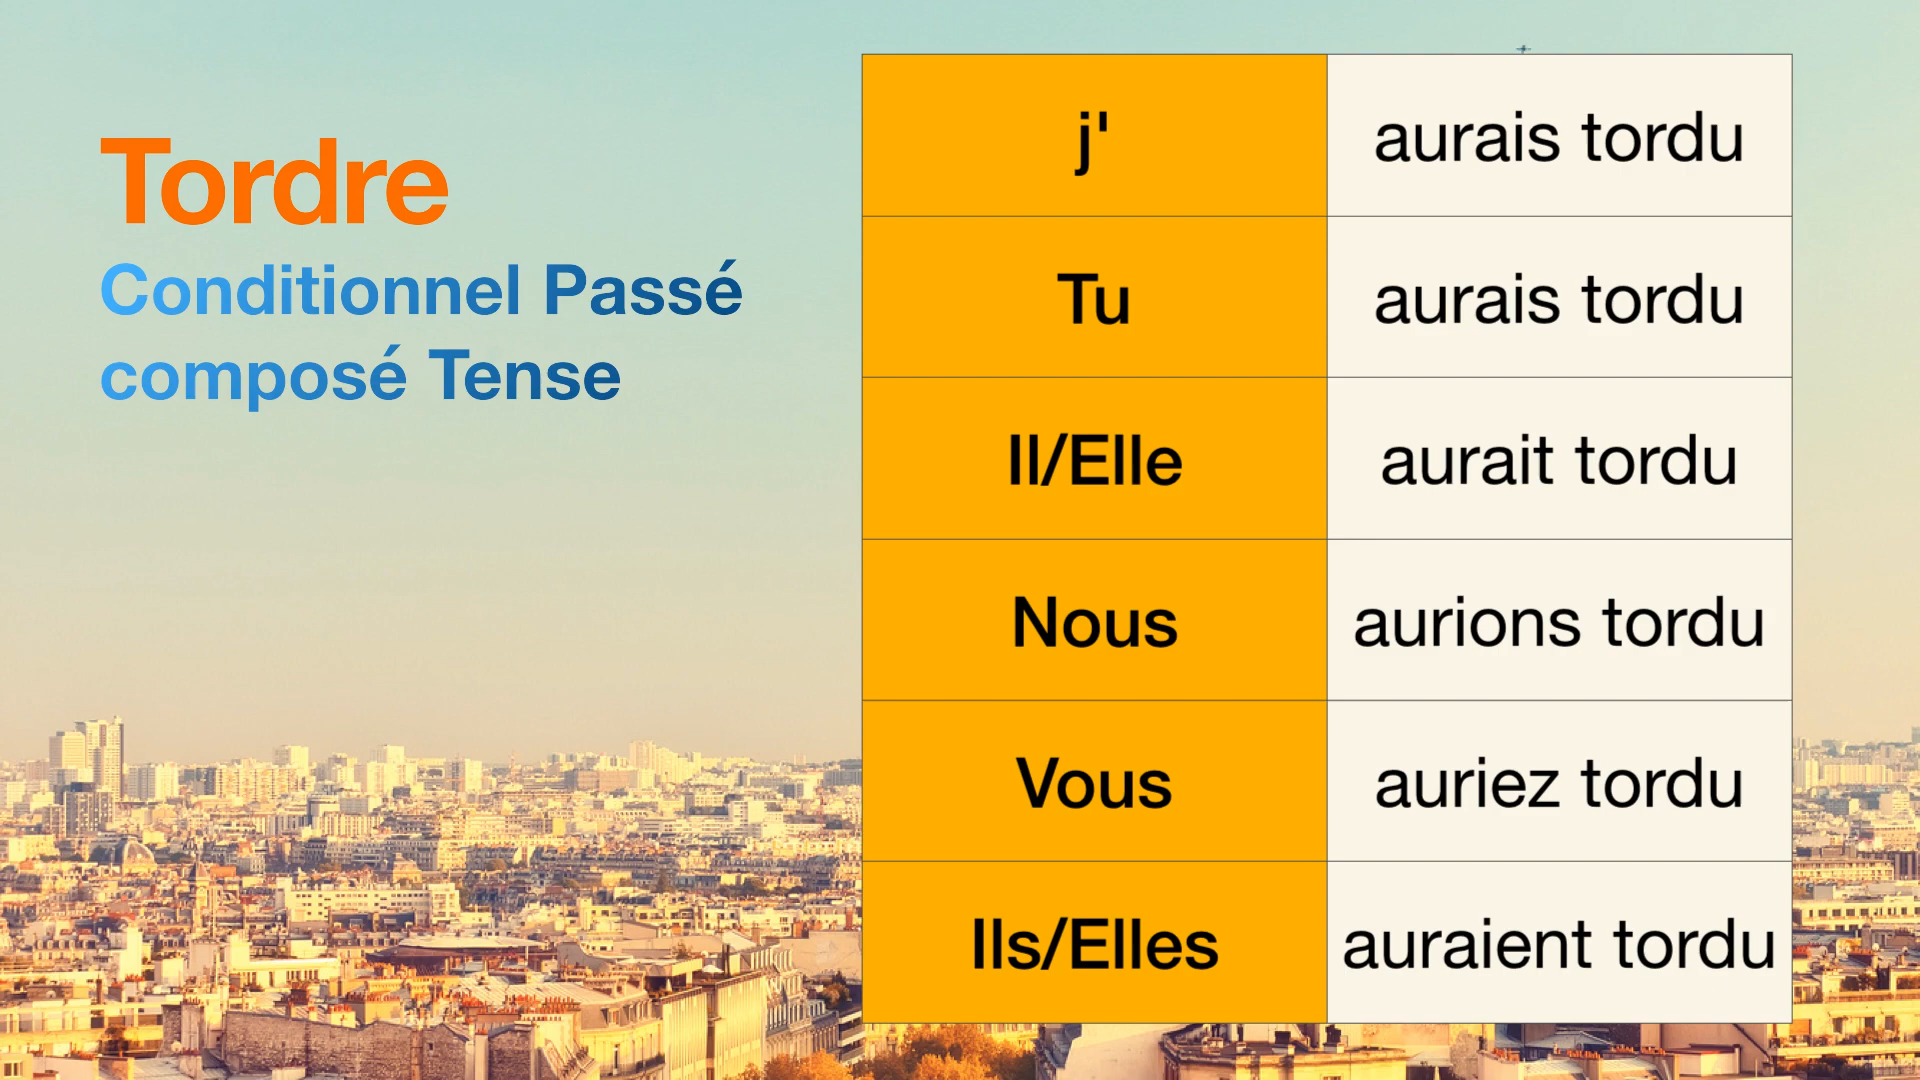 Tordre
Conditionnel Passé
composé Tense
j' aurais tordu
Tu aurais tordu
Il/Elle aurait tordu
Nous aurions tordu
Vous auriez tordu
Ils/Elles auraient tordu